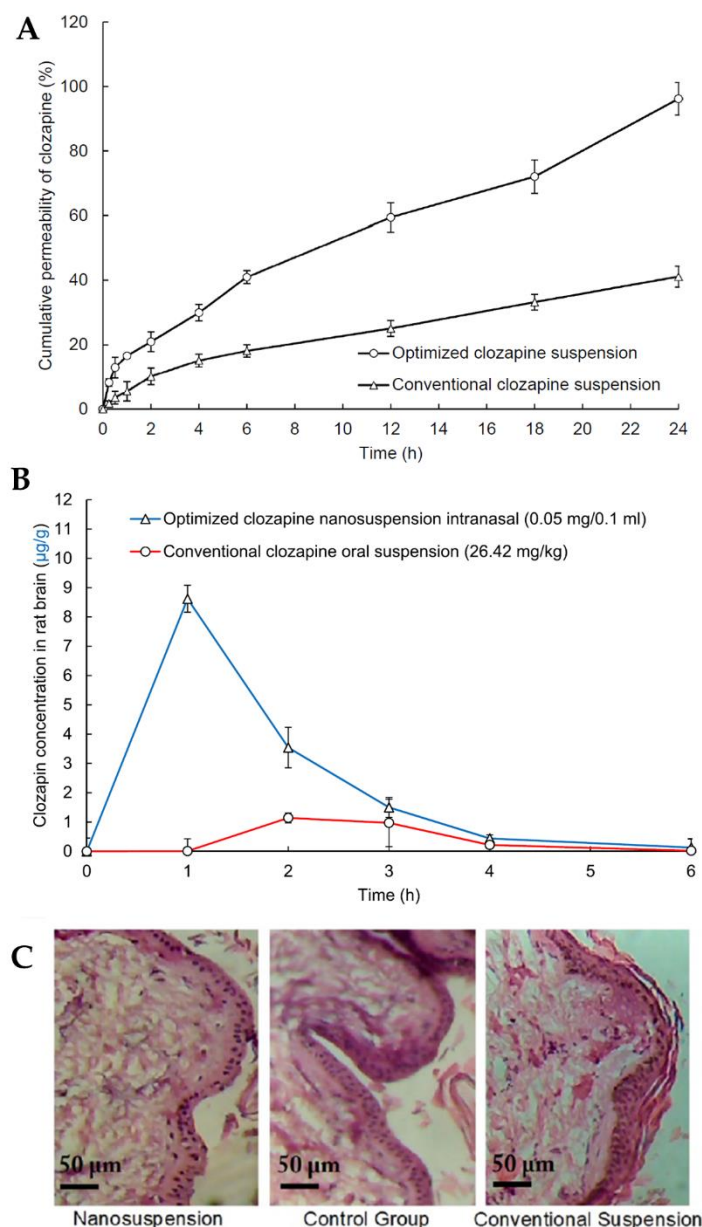 A
Cumulative permeability of clozapine (%)
120
100
80
60
40
20
0
Optimized clozapine suspension
Conventional clozapine suspension
0 2 4 6 8 10 12 14 16 18 20 22 24
Time (h)
B
Clozapin concentration in rat brain (µg/g)
12
11
10
9
8
7
6
5
4
3
2
1
0
Optimized clozapine nanosuspension intranasal (0.05 mg/0.1 ml)
Conventional clozapine oral suspension (26.42 mg/kg)
0 1 2 3 4 5 6
Time (h)
C
50 µm
50 µm
50 µm
Nanosuspension
Control Group
Conventional Suspension